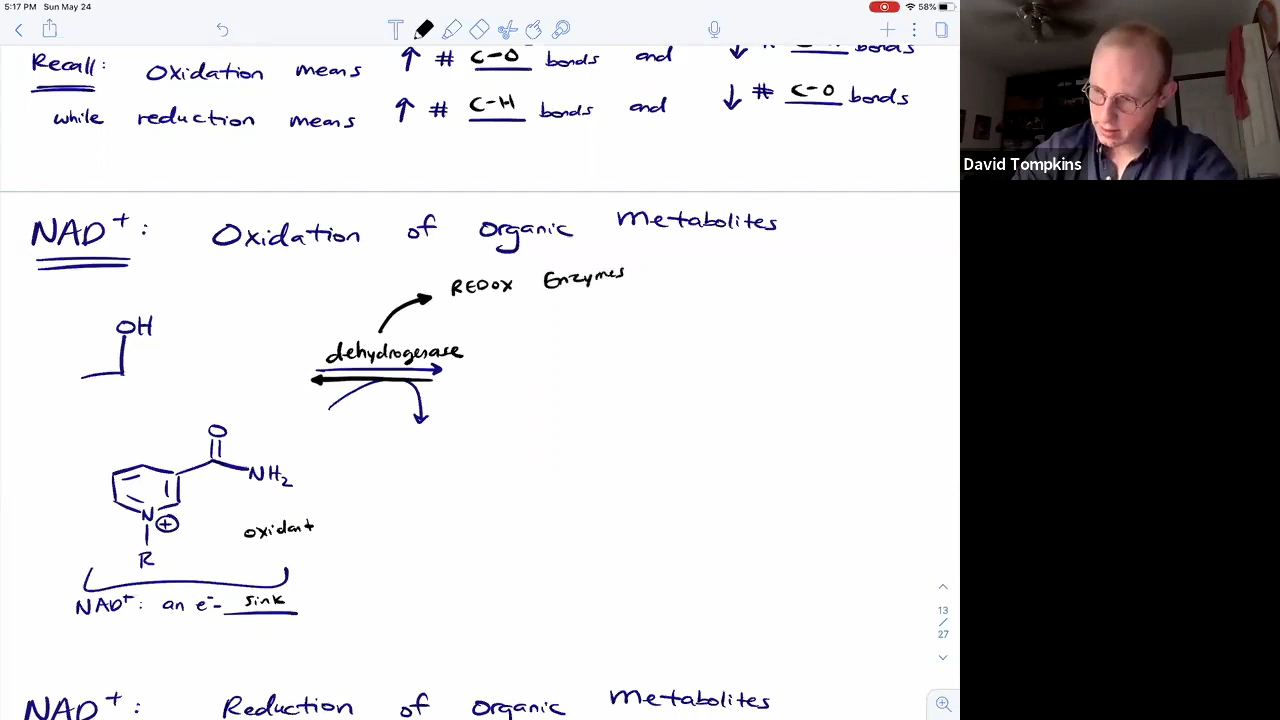 5:17 PM Sun May 24
58%
Recall: Oxidation means ↑ # C-O bonds and ↓ # bonds
while reduction means ↑ # C-H bonds and ↓ # C-O bonds
David Tompkins
NAD+: Oxidation of organic Metabolites
REDOX Enzymes
OH
dehydrogenase
O
NH2
N
+
oxidant
R
NAD+: an e- sink
13
/
27
NAD+: Reduction of organic Metabolites